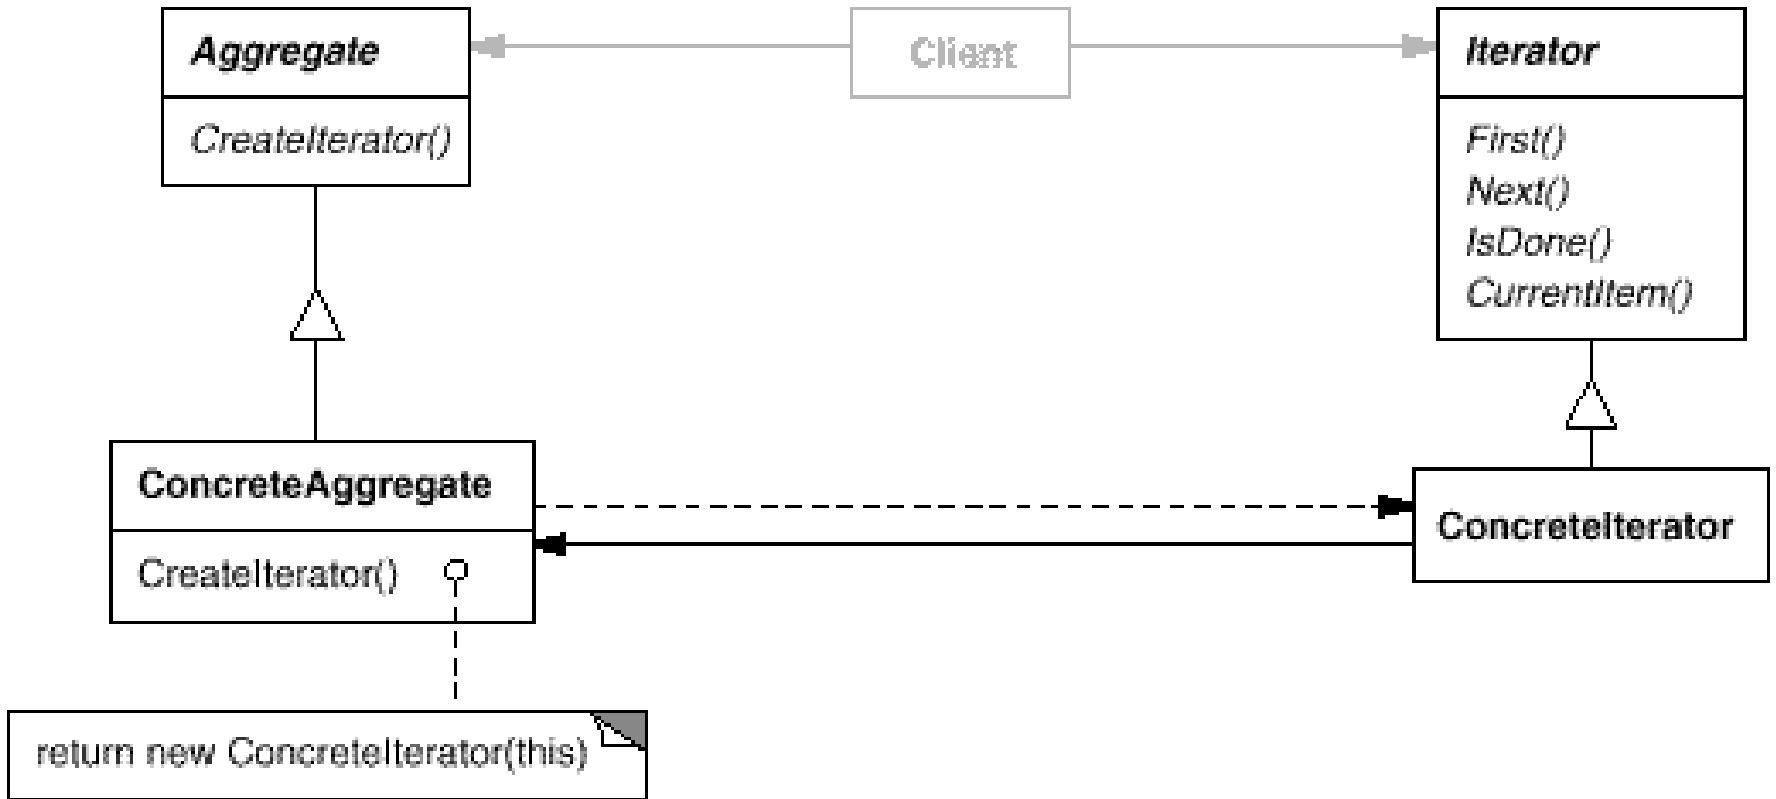 Aggregate
CreateIterator()
Client
Iterator
First()
Next()
IsDone()
CurrentItem()
ConcreteAggregate
CreateIterator()
ConcreteIterator
return new ConcreteIterator(this)